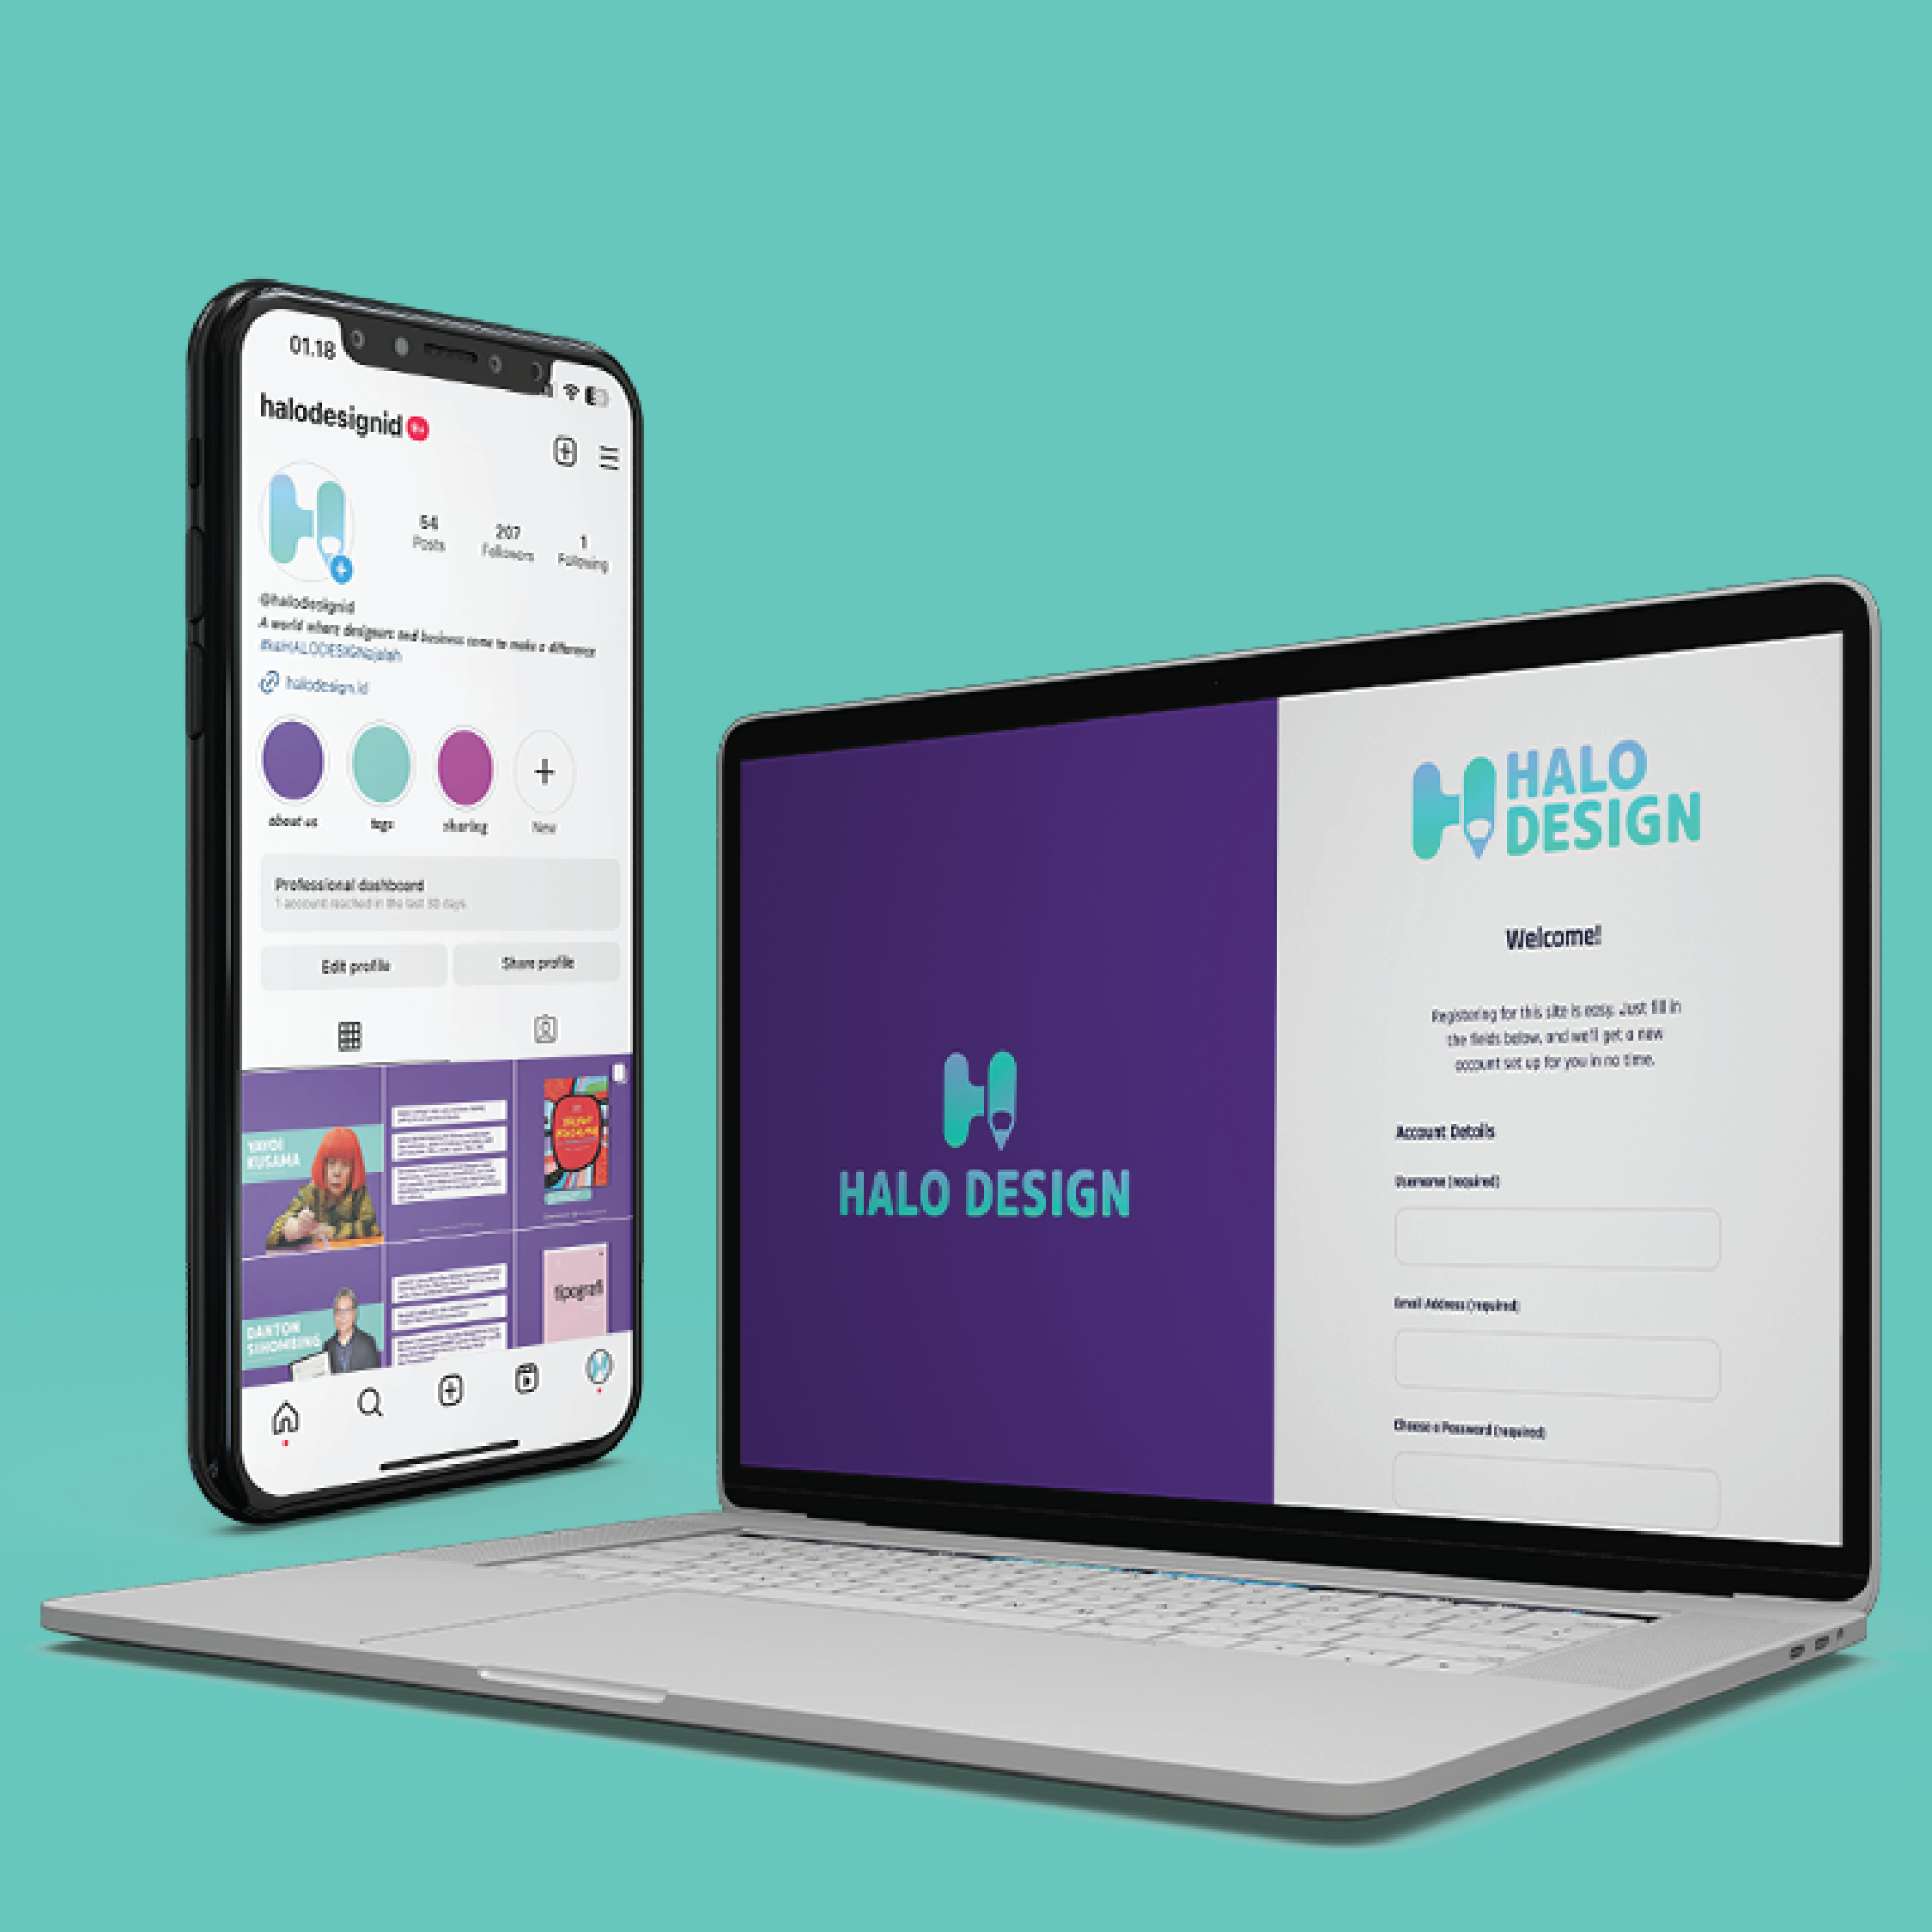 01.18
halodesignid 9+
54
Posts
207
Followers
1
Following
@halodesignid
A world where designers and business come to make a difference
halodesign.id
about us
tags
sharing
New
Professional dashboard
1 account reached in the last 30 days.
Edit profile
Share profile
YAYOI
KUSAMA
DANTON
SIHOMBING
tipografi
HALO DESIGN
HALO
DESIGN
Welcome!
Registering for this site is easy. Just fill in
the fields below, and we'll get a new
account set up for you in no time.
Account Details
Username (required)
Email Address (required)
Choose a Password (required)